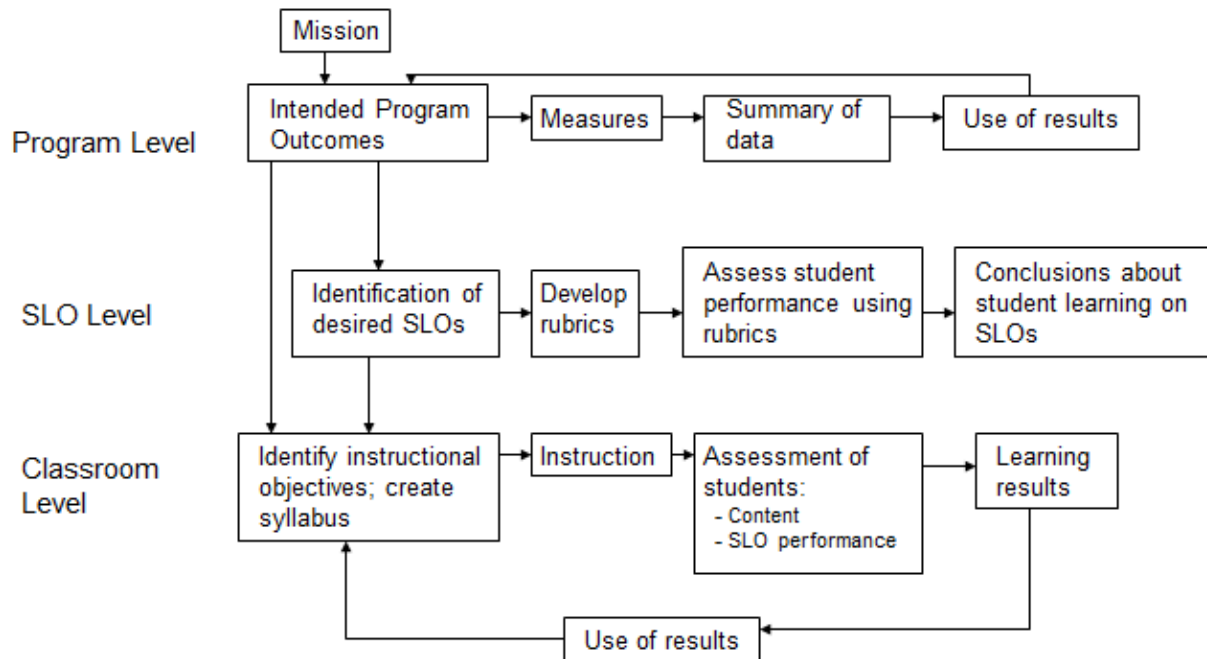 Mission
Program Level
Intended Program
Outcomes
Measures
Summary of
data
Use of results
SLO Level
Identification of
desired SLOs
Develop
rubrics
Assess student
performance using
rubrics
Conclusions about
student learning on
SLOs
Classroom
Level
Identify instructional
objectives; create
syllabus
Instruction
Assessment of
students:
- Content
- SLO performance
Learning
results
Use of results